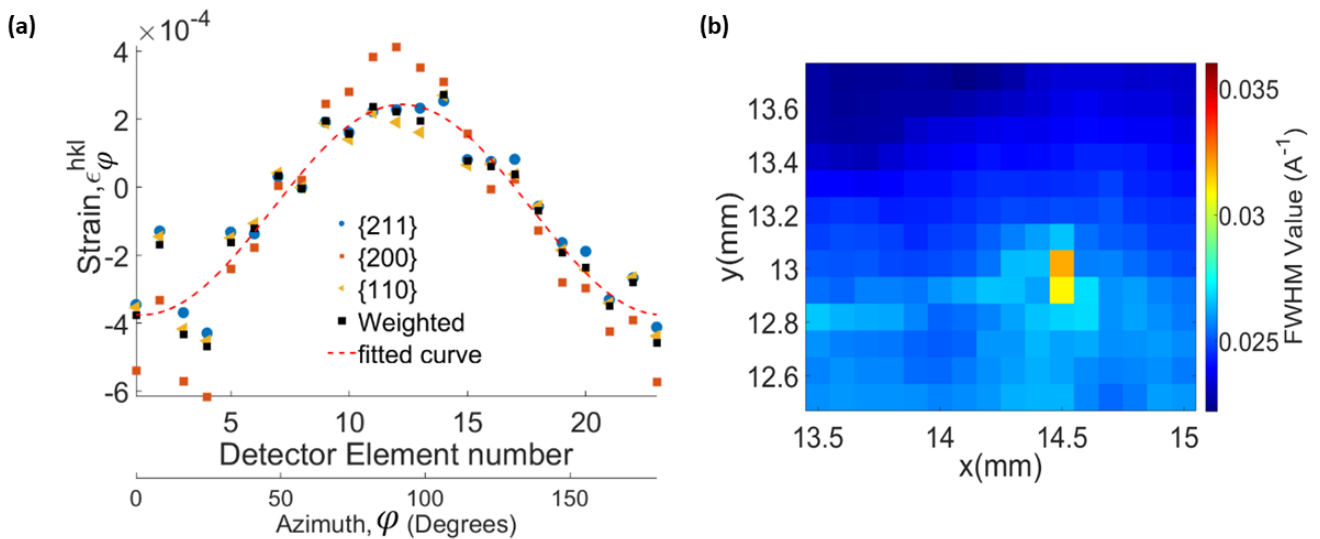 (a)
×10⁻⁴
4
2
0
-2
-4
-6
Strain, ϵ_φ^hkl
{211}
{200}
{110}
Weighted
fitted curve
5 10 15 20
Detector Element number
0 50 100 150
Azimuth, φ (Degrees)
(b)
13.6
13.4
13.2
13
12.8
12.6
y(mm)
13.5 14 14.5 15
x(mm)
0.035
0.03
0.025
FWHM Value (A⁻¹)